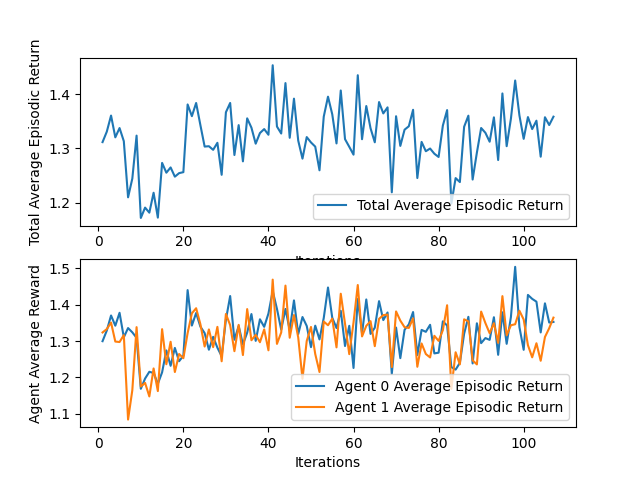 Total Average Episodic Return
1.4
1.3
1.2
Total Average Episodic Return
0
20
40
60
80
100
Iterations
Agent Average Reward
1.5
1.4
1.3
1.2
1.1
Agent 0 Average Episodic Return
Agent 1 Average Episodic Return
0
20
40
60
80
100
Iterations